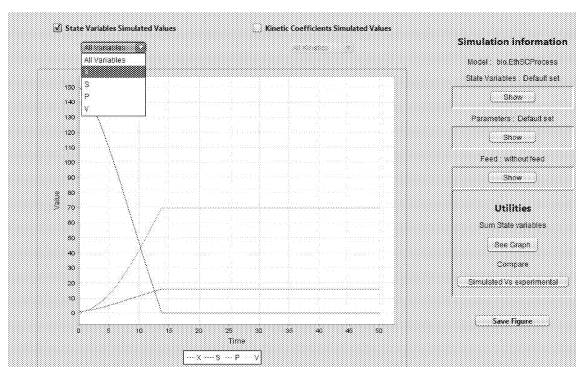 State Variables Simulated Values
Kinetic Coefficients Simulated Values
All Variables
All Kinetics
All Variables
X
S
P
V
Simulation information
Model : bio.EthSCProcess
State Variables : Default set
Show
Parameters : Default set
Show
Feed : without feed
Show
Utilities
Sum State variables
See Graph
Compare
Simulated Vs experimental
Save Figure
Value
150
140
130
120
110
100
90
80
70
60
50
40
30
20
10
0
0 5 10 15 20 25 30 35 40 45 50
Time
X S P V